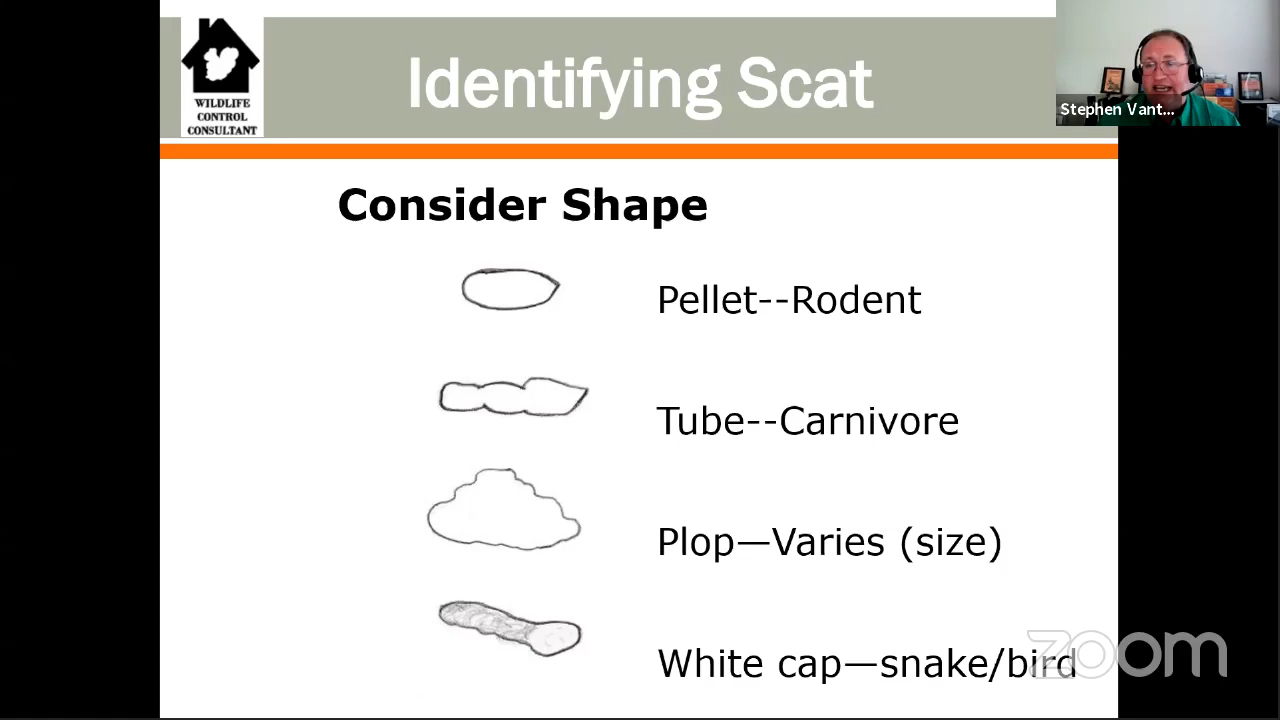 WILDLIFE
CONTROL
CONSULTANT
Identifying Scat
Stephen Vant...
Consider Shape
Pellet--Rodent
Tube--Carnivore
Plop—Varies (size)
White cap—snake/bird
zoom